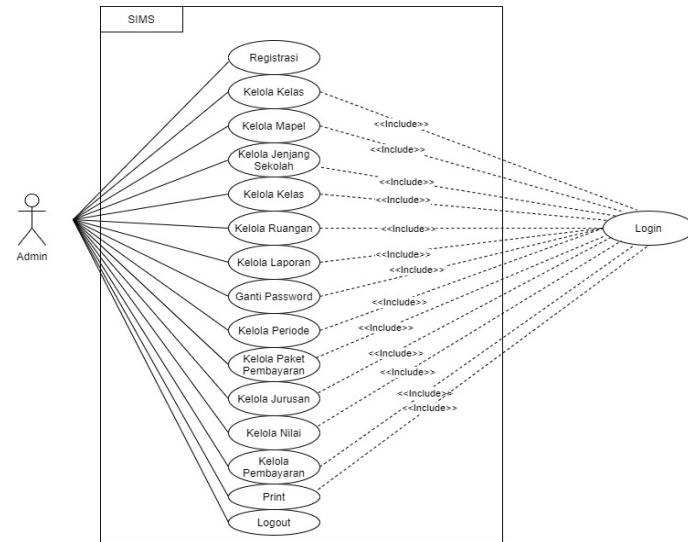 SIMS
Registrasi
Kelola Kelas
<<Include>>
Kelola Mapel
<<Include>>
Kelola Jenjang
Sekolah
<<Include>>
Kelola Kelas
<<Include>>
Kelola Ruangan
<<Include>>
Login
Admin
Kelola Laporan
<<Include>>
Ganti Password
<<Include>>
Kelola Periode
<<Include>>
Kelola Paket
Pembayaran
<<Include>>
Kelola Jurusan
<<Include>>
Kelola Nilai
<<Include>>
Kelola
Pembayaran
<<Include>>
Print
<<Include>>
Logout